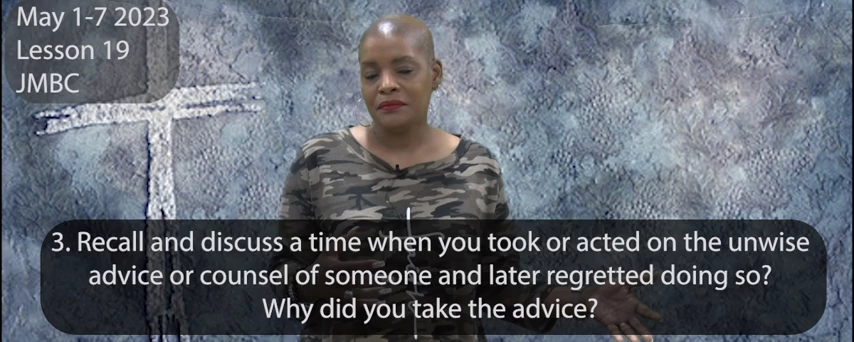 May 1-7 2023
Lesson 19
JMBC
3. Recall and discuss a time when you took or acted on the unwise
advice or counsel of someone and later regretted doing so?
Why did you take the advice?